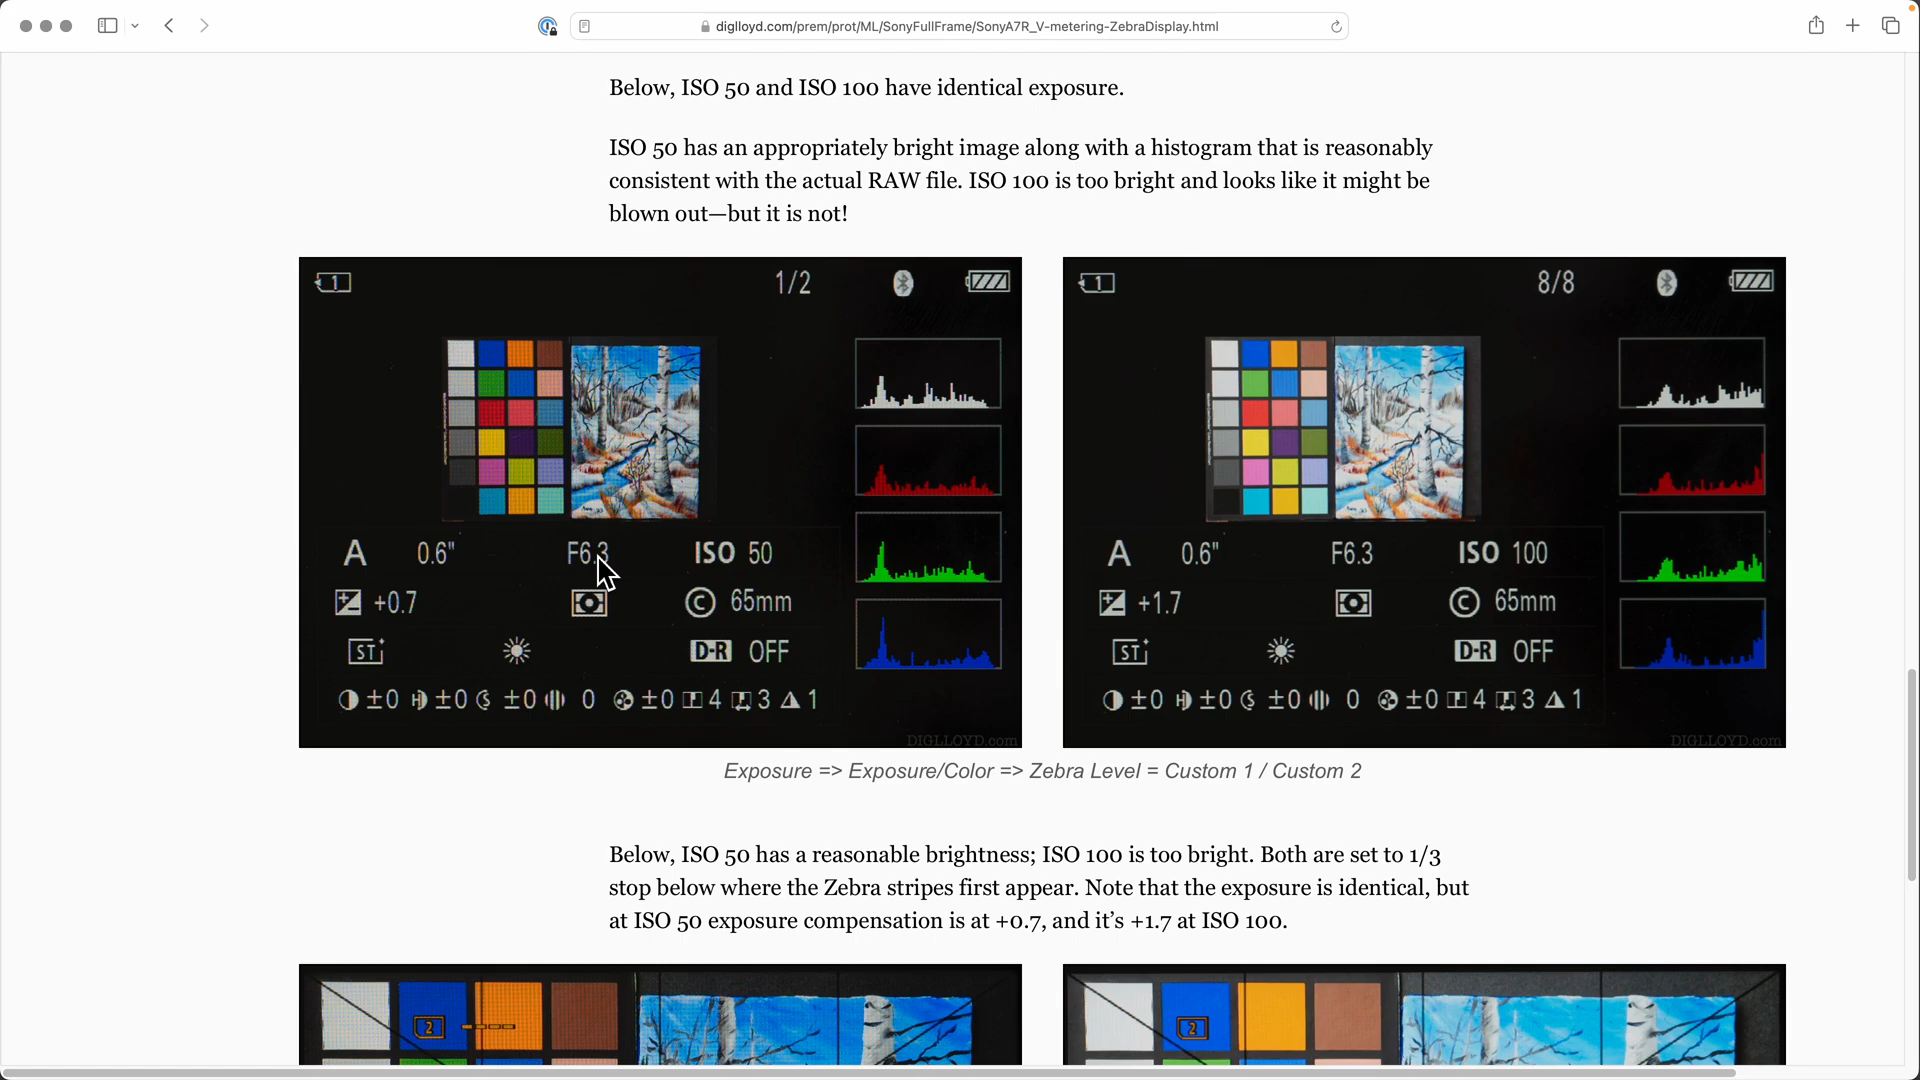 diglloyd.com/prem/prot/ML/SonyFullFrame/SonyA7R_V-metering-ZebraDisplay.html
Below, ISO 50 and ISO 100 have identical exposure.
ISO 50 has an appropriately bright image along with a histogram that is reasonably
consistent with the actual RAW file. ISO 100 is too bright and looks like it might be
blown out—but it is not!
1 1/2
A 0.6" F6.3 ISO 50
+0.7 C 65mm
ST D-R OFF
±0 ±0 ±0 0 ±0 4 3 1
DIGLLOYD.com
1 8/8
A 0.6" F6.3 ISO 100
+1.7 C 65mm
ST D-R OFF
±0 ±0 ±0 0 ±0 4 3 1
DIGLLOYD.com
Exposure => Exposure/Color => Zebra Level = Custom 1 / Custom 2
Below, ISO 50 has a reasonable brightness; ISO 100 is too bright. Both are set to 1/3
stop below where the Zebra stripes first appear. Note that the exposure is identical, but
at ISO 50 exposure compensation is at +0.7, and it’s +1.7 at ISO 100.
2
2